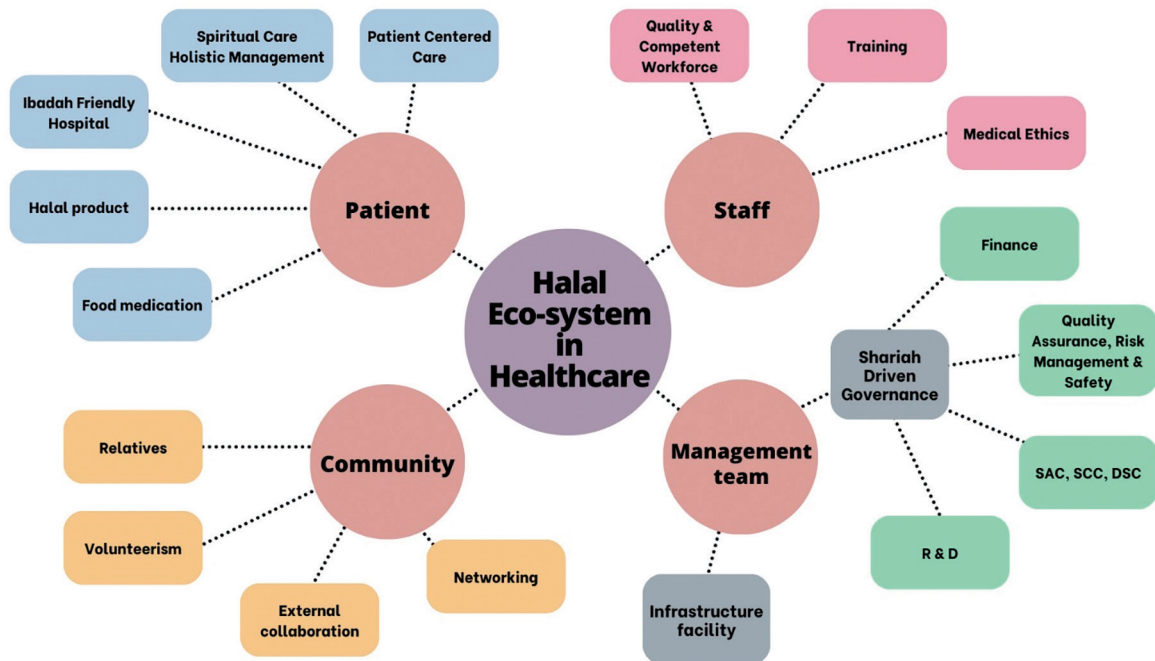 Spiritual Care
Holistic Management
Patient Centered
Care
Ibadah Friendly
Hospital
Halal product
Food medication
Patient
Quality &
Competent
Workforce
Training
Medical Ethics
Staff
Halal
Eco-system
in
Healthcare
Finance
Quality
Assurance, Risk
Management &
Safety
Shariah
Driven
Governance
SAC, SCC, DSC
R & D
Management
team
Infrastructure
facility
Community
Relatives
Volunteerism
External
collaboration
Networking